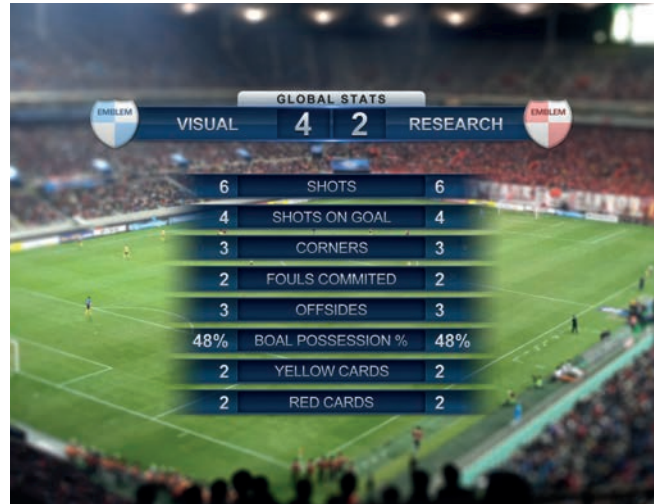 GLOBAL STATS
EMBLEM VISUAL 4 2 RESEARCH EMBLEM
6 SHOTS 6
4 SHOTS ON GOAL 4
3 CORNERS 3
2 FOULS COMMITED 2
3 OFFSIDES 3
48% BOAL POSSESSION % 48%
2 YELLOW CARDS 2
2 RED CARDS 2